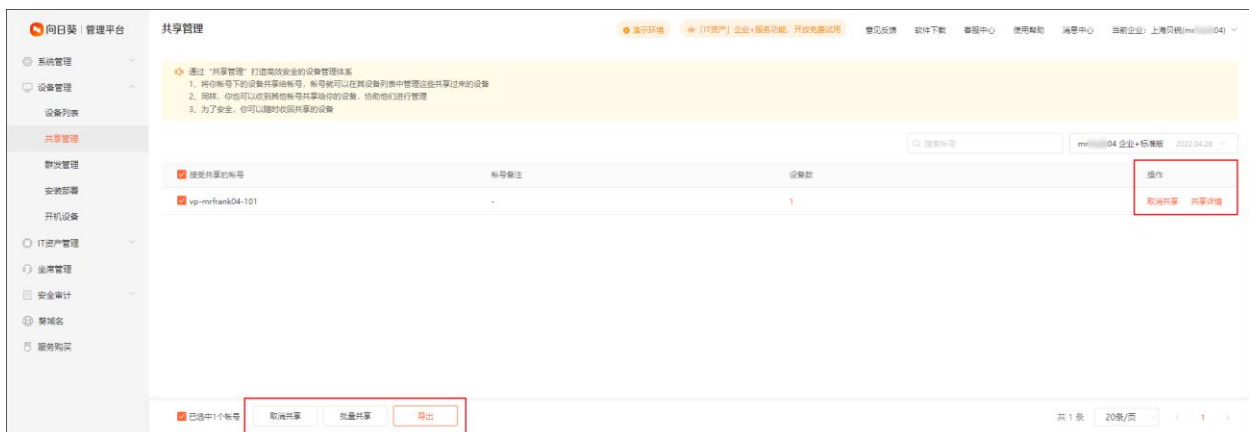 向日葵 管理平台
共享管理
演示环境
「IT资产」企业+服务功能，开放免费试用
意见反馈
软件下载
客服中心
使用帮助
消息中心
当前企业：上海贝锐(mr 04)
系统管理
设备管理
设备列表
共享管理
群发管理
安装部署
开机设备
IT资产管理
坐席管理
安全审计
葵域名
服务购买
通过“共享管理”打造高效安全的设备管理体系
1、将你帐号下的设备共享给帐号，帐号就可以在其设备列表中管理这些共享过来的设备
2、同样，你也可以收到其他帐号共享给你的设备，协助他们进行管理
3、为了安全，你可以随时收回共享的设备
搜索帐号
mr 04 企业+标准版 2022.04.28
接受共享的帐号
帐号备注
设备数
操作
vp-mrfrank04-101
-
1
取消共享
共享详情
已选中1个帐号
取消共享
批量共享
导出
共 1 条
20条/页
1